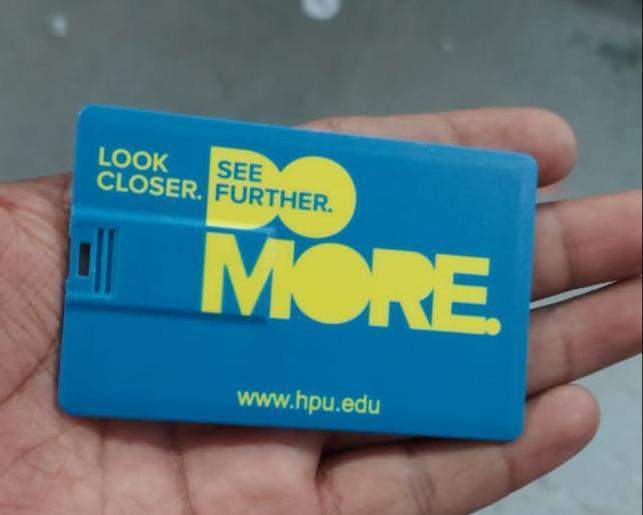 LOOK
CLOSER.
SEE
FURTHER.
DO
MORE.
www.hpu.edu